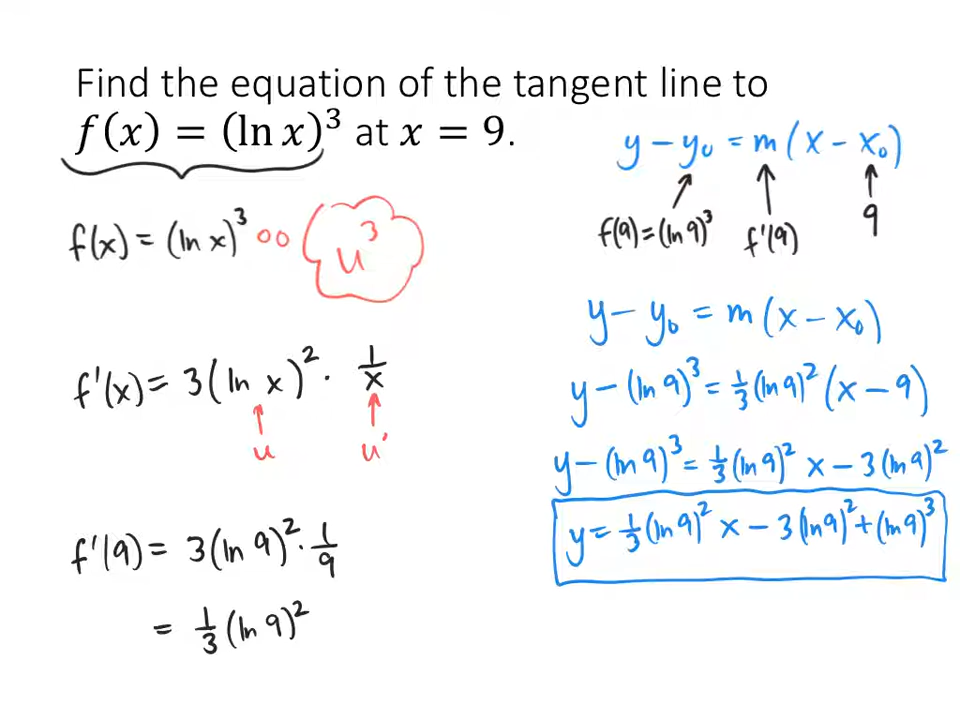 Find the equation of the tangent line to
f(x) = (ln x)³ at x = 9.
f(x) = (ln x)³
u³
f'(x) = 3(ln x)² · 1/x
u u'
f'(9) = 3(ln 9)² · 1/9
= 1/3 (ln 9)²
y − y₀ = m(x − x₀)
f(9) = (ln 9)³ f'(9) 9
y − y₀ = m(x − x₀)
y − (ln 9)³ = 1/3 (ln 9)² (x − 9)
y − (ln 9)³ = 1/3 (ln 9)² x − 3(ln 9)²
y = 1/3 (ln 9)² x − 3(ln 9)² + (ln 9)³